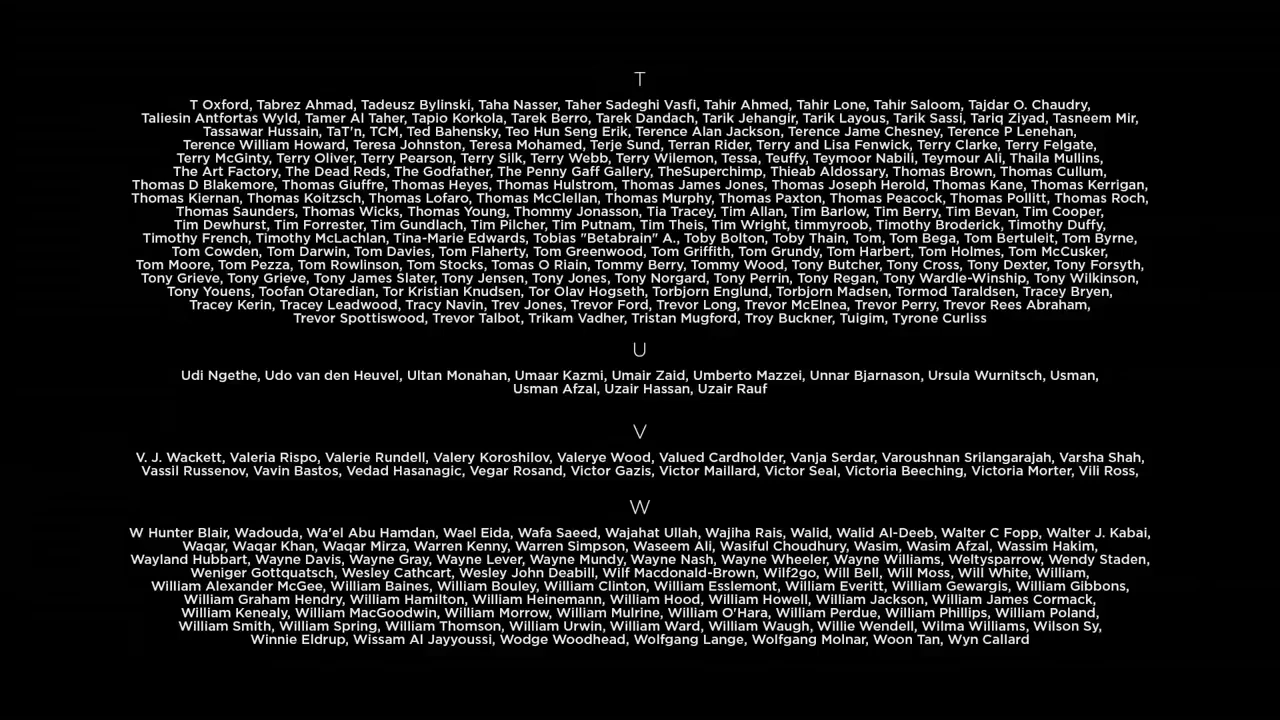 T
T Oxford, Tabrez Ahmad, Tadeusz Bylinski, Taha Nasser, Taher Sadeghi Vasfi, Tahir Ahmed, Tahir Lone, Tahir Saloom, Tajdar O. Chaudry,
Taliesin Antfortas Wyld, Tamer Al Taher, Tapio Korkola, Tarek Berro, Tarek Dandach, Tarik Jehangir, Tarik Layous, Tarik Sassi, Tariq Ziyad, Tasneem Mir,
Tassawar Hussain, TaT'n, TCM, Ted Bahensky, Teo Hun Seng Erik, Terence Alan Jackson, Terence Jame Chesney, Terence P Lenehan,
Terence William Howard, Teresa Johnston, Teresa Mohamed, Terje Sund, Terran Rider, Terry and Lisa Fenwick, Terry Clarke, Terry Felgate,
Terry McGinty, Terry Oliver, Terry Pearson, Terry Silk, Terry Webb, Terry Wilemon, Tessa, Teuffy, Teymoor Nabili, Teymour Ali, Thaila Mullins,
The Art Factory, The Dead Reds, The Godfather, The Penny Gaff Gallery, TheSuperchimp, Thieab Aldossary, Thomas Brown, Thomas Cullum,
Thomas D Blakemore, Thomas Giuffre, Thomas Heyes, Thomas Hulstrom, Thomas James Jones, Thomas Joseph Herold, Thomas Kane, Thomas Kerrigan,
Thomas Kiernan, Thomas Koitzsch, Thomas Lofaro, Thomas McClellan, Thomas Murphy, Thomas Paxton, Thomas Peacock, Thomas Pollitt, Thomas Roch,
Thomas Saunders, Thomas Wicks, Thomas Young, Thommy Jonasson, Tia Tracey, Tim Allan, Tim Barlow, Tim Berry, Tim Bevan, Tim Cooper,
Tim Dewhurst, Tim Forrester, Tim Gundlach, Tim Pilcher, Tim Putnam, Tim Theis, Tim Wright, timmyroob, Timothy Broderick, Timothy Duffy,
Timothy French, Timothy McLachlan, Tina-Marie Edwards, Tobias "Betabrain" A., Toby Bolton, Toby Thain, Tom, Tom Bega, Tom Bertuleit, Tom Byrne,
Tom Cowden, Tom Darwin, Tom Davies, Tom Flaherty, Tom Greenwood, Tom Griffith, Tom Grundy, Tom Harbert, Tom Holmes, Tom McCusker,
Tom Moore, Tom Pezza, Tom Rowlinson, Tom Stocks, Tomas O Riain, Tommy Berry, Tommy Wood, Tony Butcher, Tony Cross, Tony Dexter, Tony Forsyth,
Tony Grieve, Tony Grieve, Tony James Slater, Tony Jensen, Tony Jones, Tony Norgard, Tony Perrin, Tony Regan, Tony Wardle-Winship, Tony Wilkinson,
Tony Youens, Toofan Otaredian, Tor Kristian Knudsen, Tor Olav Hogseth, Torbjorn Englund, Torbjorn Madsen, Tormod Taraldsen, Tracey Bryen,
Tracey Kerin, Tracey Leadwood, Tracy Navin, Trev Jones, Trevor Ford, Trevor Long, Trevor McElnea, Trevor Perry, Trevor Rees Abraham,
Trevor Spottiswood, Trevor Talbot, Trikam Vadher, Tristan Mugford, Troy Buckner, Tuigim, Tyrone Curliss
U
Udi Ngethe, Udo van den Heuvel, Ultan Monahan, Umaar Kazmi, Umair Zaid, Umberto Mazzei, Unnar Bjarnason, Ursula Wurnitsch, Usman,
Usman Afzal, Uzair Hassan, Uzair Rauf
V
V. J. Wackett, Valeria Rispo, Valerie Rundell, Valery Koroshilov, Valerye Wood, Valued Cardholder, Vanja Serdar, Varoushnan Srilangarajah, Varsha Shah,
Vassil Russenov, Vavin Bastos, Vedad Hasanagic, Vegar Rosand, Victor Gazis, Victor Maillard, Victor Seal, Victoria Beeching, Victoria Morter, Vili Ross,
W
W Hunter Blair, Wadouda, Wa'el Abu Hamdan, Wael Eida, Wafa Saeed, Wajahat Ullah, Wajiha Rais, Walid, Walid Al-Deeb, Walter C Fopp, Walter J. Kabai,
Waqar, Waqar Khan, Waqar Mirza, Warren Kenny, Warren Simpson, Waseem Ali, Wasiful Choudhury, Wasim, Wasim Afzal, Wassim Hakim,
Wayland Hubbart, Wayne Davis, Wayne Gray, Wayne Lever, Wayne Mundy, Wayne Nash, Wayne Wheeler, Wayne Williams, Weltysparrow, Wendy Staden,
Weniger Gottquatsch, Wesley Cathcart, Wesley John Deabill, Wilf Macdonald-Brown, Wilf2go, Will Bell, Will Moss, Will White, William,
William Alexander McGee, William Baines, William Bouley, William Clinton, William Esslemont, William Everitt, William Gewargis, William Gibbons,
William Graham Hendry, William Hamilton, William Heinemann, William Hood, William Howell, William Jackson, William James Cormack,
William Kenealy, William MacGoodwin, William Morrow, William Mulrine, William O'Hara, William Perdue, William Phillips, William Poland,
William Smith, William Spring, William Thomson, William Urwin, William Ward, William Waugh, Willie Wendell, Wilma Williams, Wilson Sy,
Winnie Eldrup, Wissam Al Jayyoussi, Wodge Woodhead, Wolfgang Lange, Wolfgang Molnar, Woon Tan, Wyn Callard